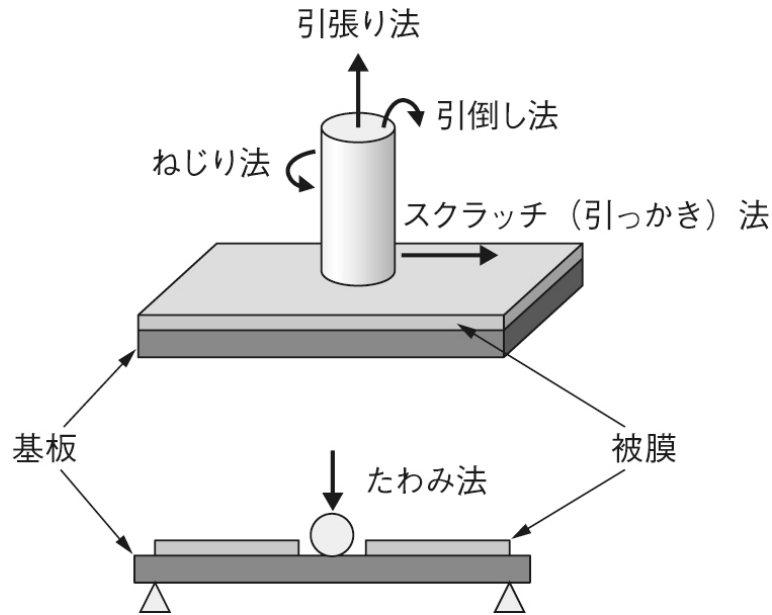 引張り法
引倒し法
ねじり法
スクラッチ（引っかき）法
基板
被膜
たわみ法